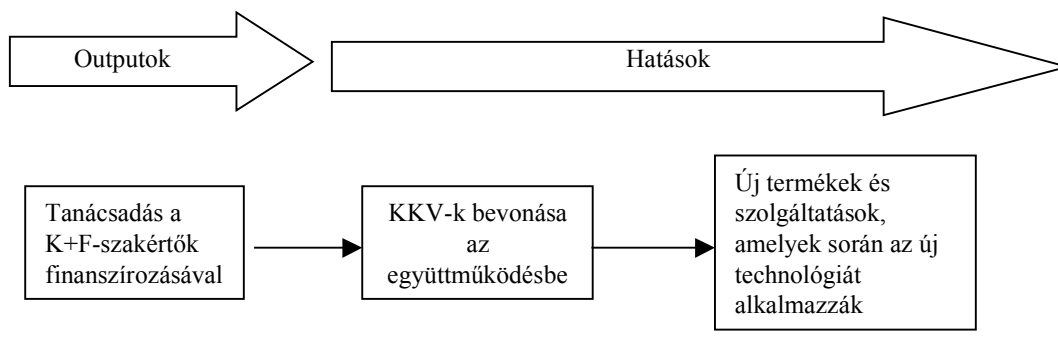 Outputok
Hatások
Tanácsadás a
K+F-szakértők
finanszírozásával
KKV-k bevonása
az
együttműködésbe
Új termékek és
szolgáltatások,
amelyek során az új
technológiát
alkalmazzák